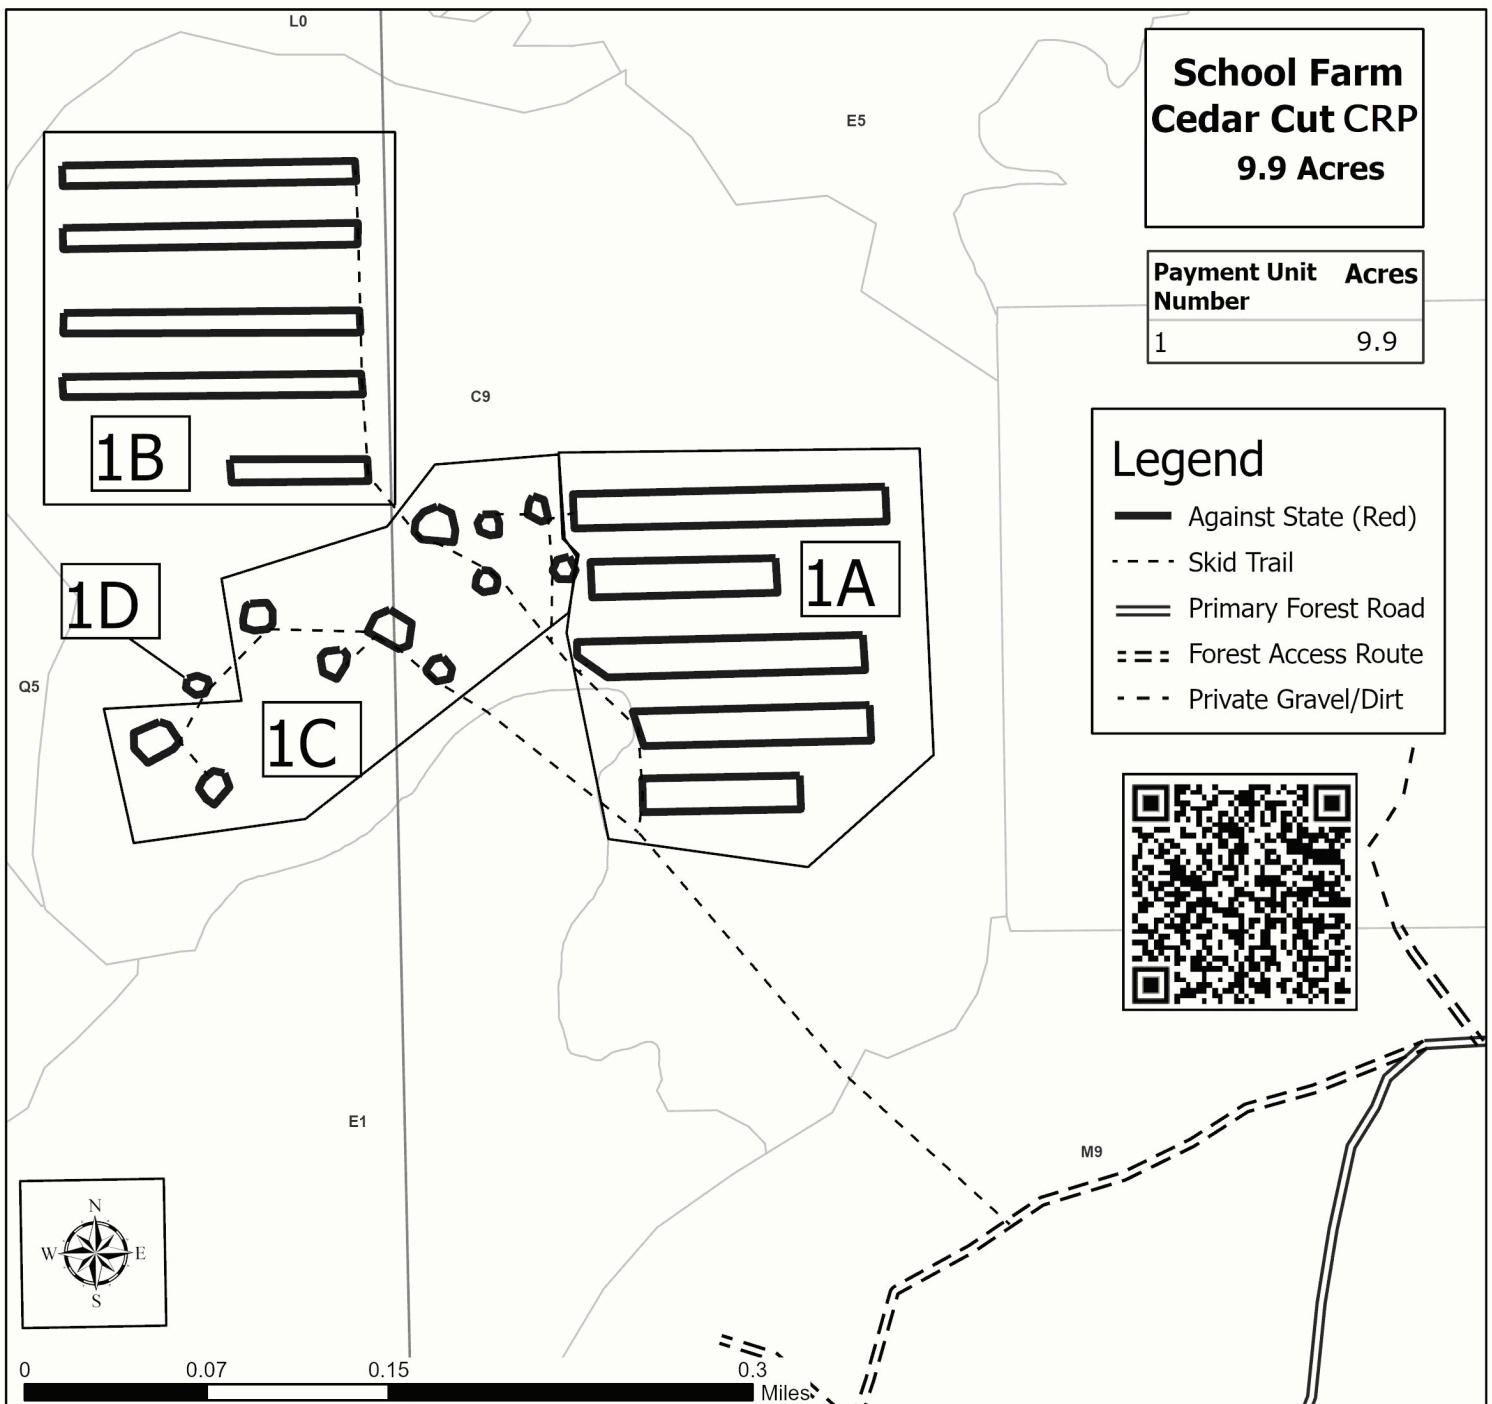 L0
School Farm
Cedar Cut CRP
9.9 Acres
E5
Payment Unit Number Acres
1 9.9
C9
1B
Legend
Against State (Red)
Skid Trail
Primary Forest Road
Forest Access Route
Private Gravel/Dirt
1A
1D
Q5
1C
E1
M9
N
W E
S
0 0.07 0.15 0.3
Miles